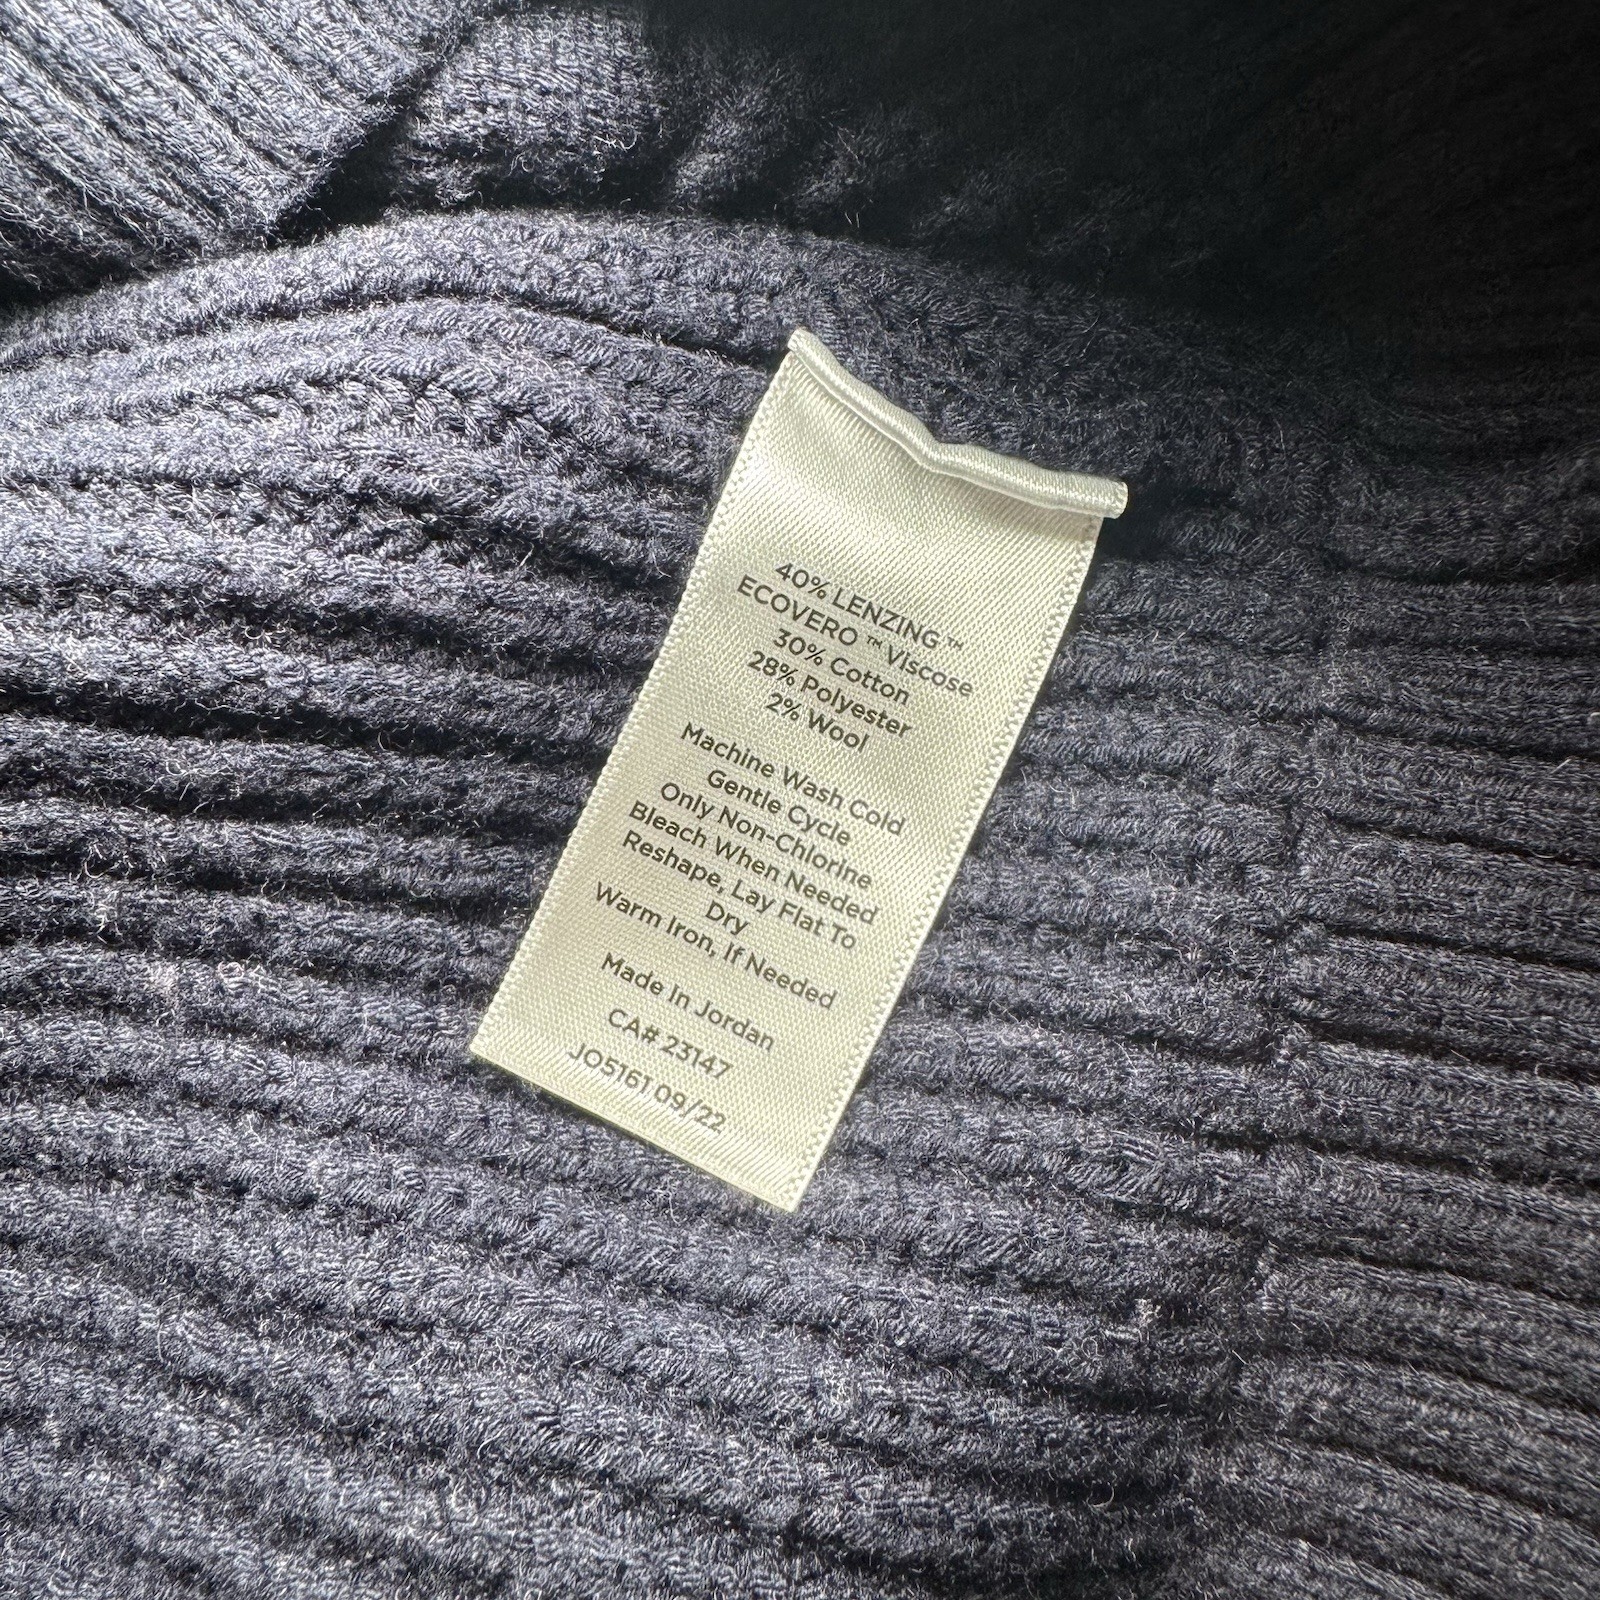 40% LENZING™
ECOVERO™ Viscose
30% Cotton
28% Polyester
2% Wool
Machine Wash Cold
Gentle Cycle
Only Non-Chlorine
Bleach When Needed
Reshape, Lay Flat To
Dry
Warm Iron, If Needed
Made In Jordan
CA# 23147
JO5161 09/22